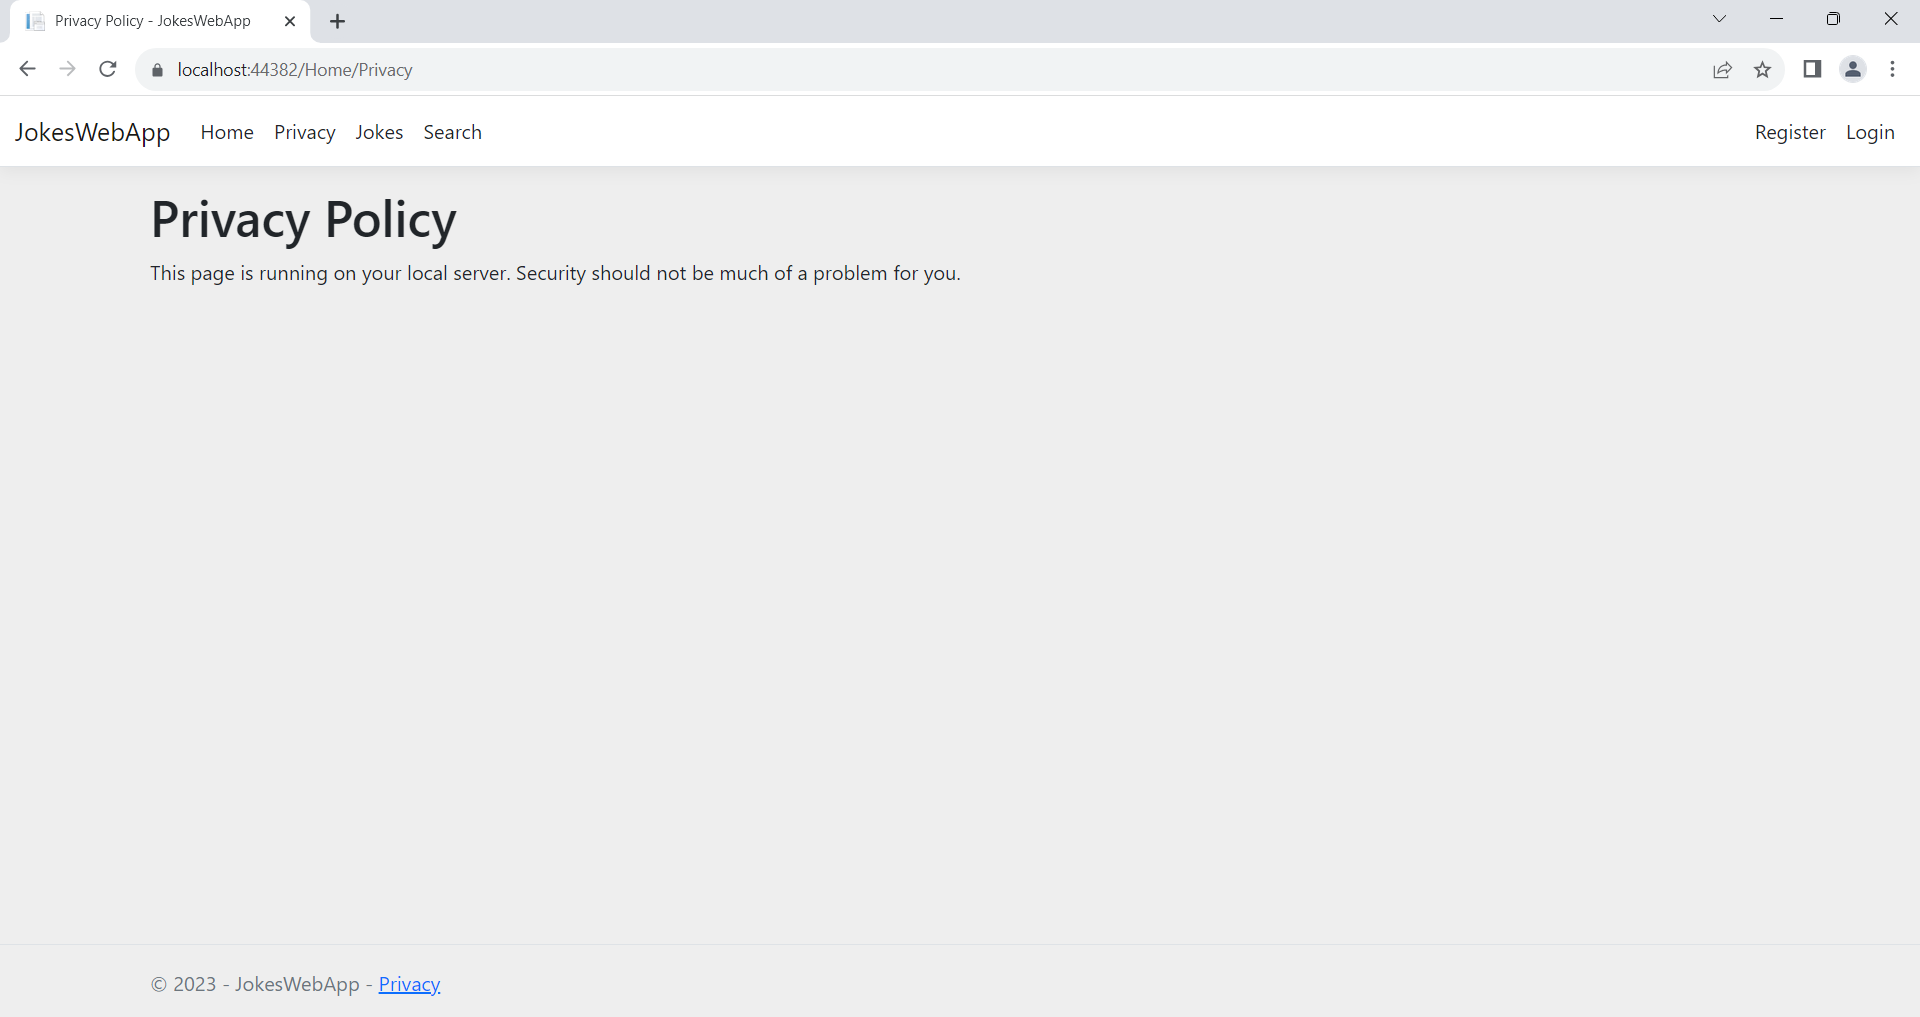 Privacy Policy - JokesWebApp
localhost:44382/Home/Privacy
JokesWebApp Home Privacy Jokes Search Register Login
Privacy Policy
This page is running on your local server. Security should not be much of a problem for you.
© 2023 - JokesWebApp - Privacy